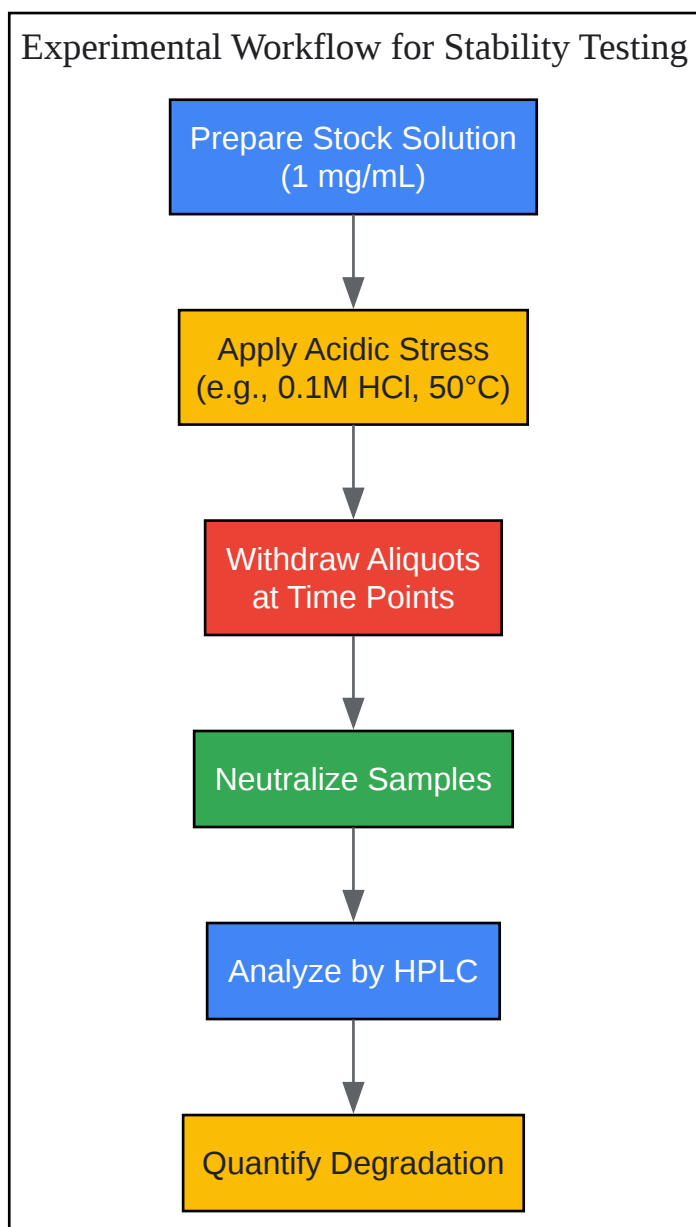 Experimental Workflow for Stability Testing
Prepare Stock Solution
(1 mg/mL)
Apply Acidic Stress
(e.g., 0.1M HCl, 50°C)
Withdraw Aliquots
at Time Points
Neutralize Samples
Analyze by HPLC
Quantify Degradation